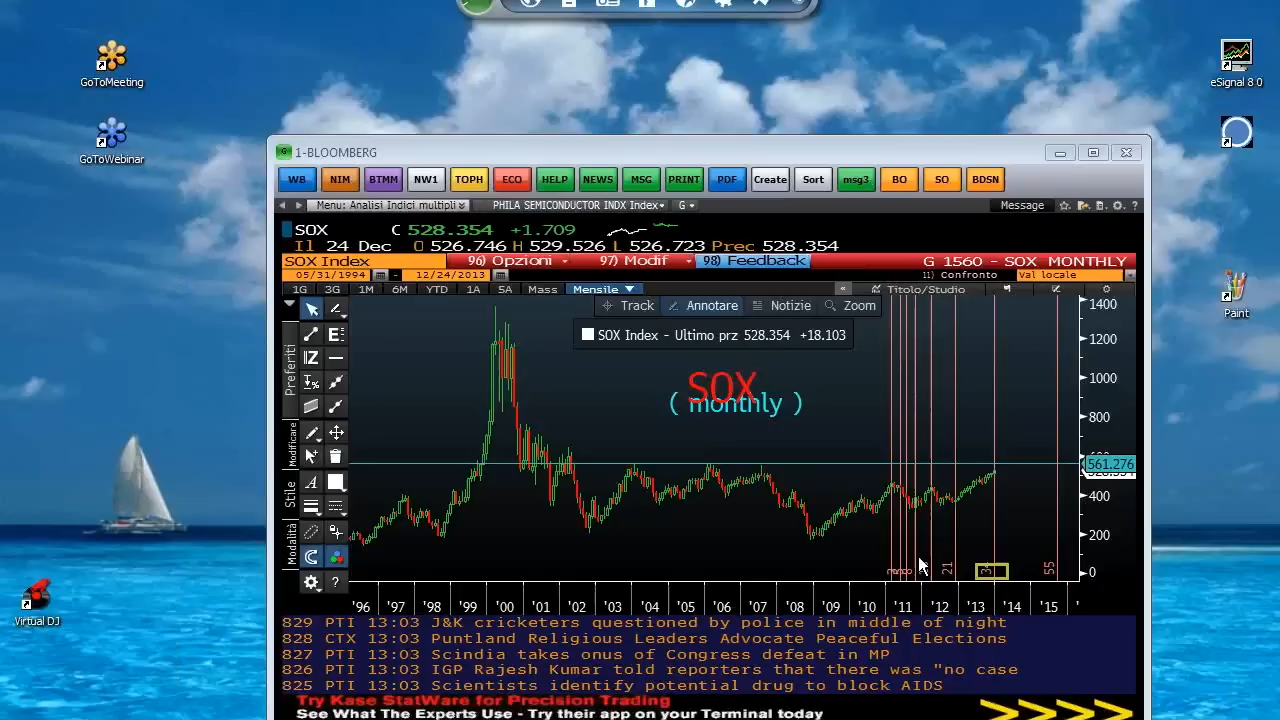 GoToMeeting
eSignal 8.0
GoToWebinar
Paint
Virtual DJ
1-BLOOMBERG
WB NIM BTMM NW1 TOPH ECO HELP NEWS MSG PRINT PDF Create Sort msg3 BO SO BDSN
Menu: Analisi Indici multipli PHILA SEMICONDUCTOR INDX Index G Message
SOX C 528.354 +1.709
Il 24 Dec O 526.746 H 529.526 L 526.723 Prec 528.354
SOX Index 96) Opzioni 97) Modif 98) Feedback G 1560 - SOX MONTHLY
05/31/1994 - 12/24/2013 11) Confronto Val locale
1G 3G 1M 6M YTD 1A 5A Mass Mensile « Titolo/Studio
Track Annotare Notizie Zoom
SOX Index - Ultimo prz 528.354 +18.103
SOX
( monthly )
Preferiti
Modificare
Stile
Modalità
1400
1200
1000
800
561.276
400
200
0
21 34 55
'96 '97 '98 '99 '00 '01 '02 '03 '04 '05 '06 '07 '08 '09 '10 '11 '12 '13 '14 '15 '
829 PTI 13:03 J&K cricketers questioned by police in middle of night
828 CTX 13:03 Puntland Religious Leaders Advocate Peaceful Elections
827 PTI 13:03 Scindia takes onus of Congress defeat in MP
826 PTI 13:03 IGP Rajesh Kumar told reporters that there was "no case
825 PTI 13:03 Scientists identify potential drug to block AIDS
Try Kase StatWare for Precision Trading
See What The Experts Use - Try their app on your Terminal today